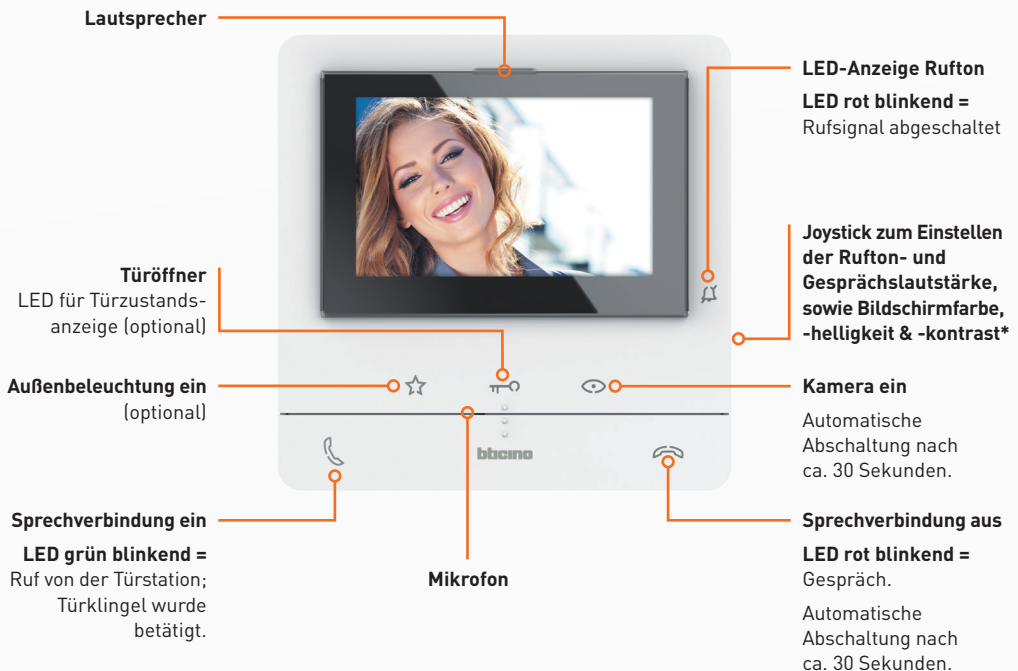 Lautsprecher
LED-Anzeige Rufton
LED rot blinkend =
Rufsignal abgeschaltet
Joystick zum Einstellen
der Rufton- und
Gesprächslautstärke,
sowie Bildschirmfarbe,
-helligkeit & -kontrast*
Türöffner
LED für Türzustands-
anzeige (optional)
Außenbeleuchtung ein
(optional)
Kamera ein
Automatische
Abschaltung nach
ca. 30 Sekunden.
bticino
Sprechverbindung ein
LED grün blinkend =
Ruf von der Türstation;
Türklingel wurde
betätigt.
Mikrofon
Sprechverbindung aus
LED rot blinkend =
Gespräch.
Automatische
Abschaltung nach
ca. 30 Sekunden.